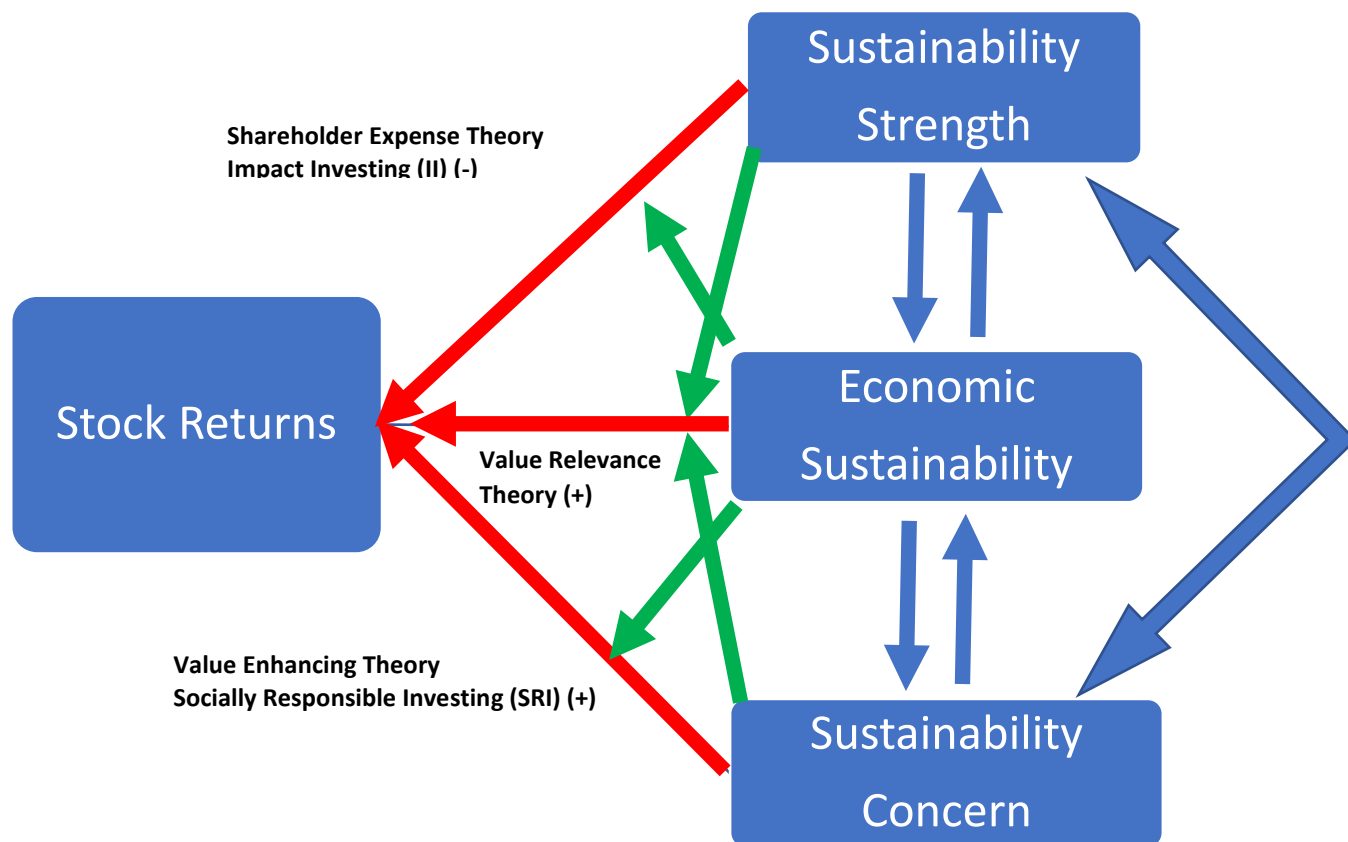 Sustainability
Strength
Shareholder Expense Theory
Impact Investing (II) (-)
Stock Returns
Economic
Sustainability
Value Relevance
Theory (+)
Value Enhancing Theory
Socially Responsible Investing (SRI) (+)
Sustainability
Concern